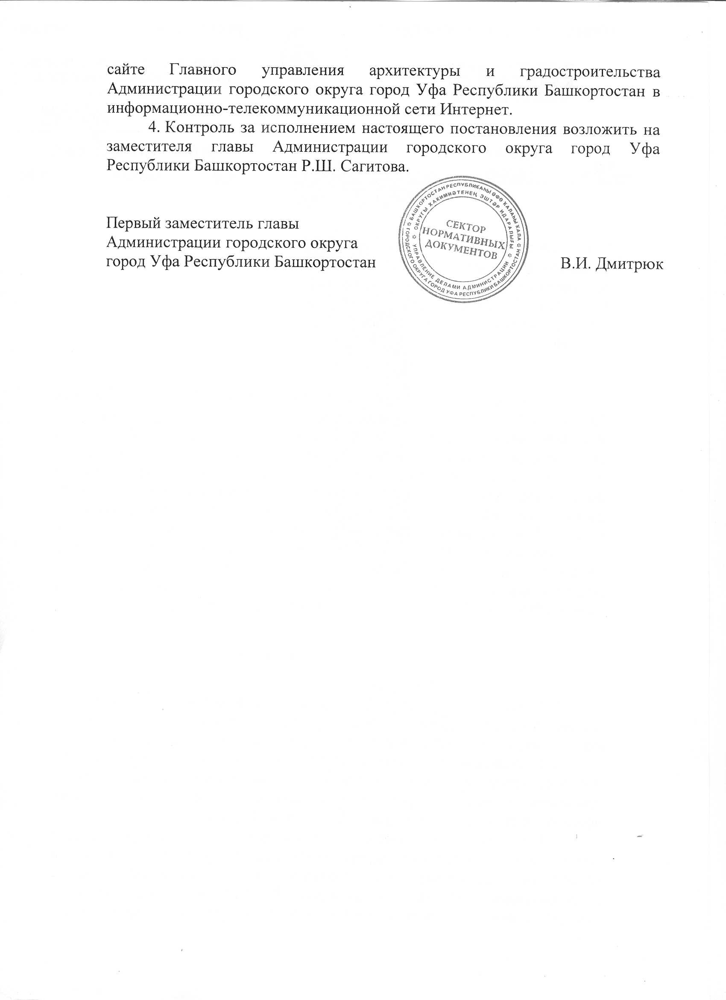 сайте Главного управления архитектуры и градостроительства
Администрации городского округа город Уфа Республики Башкортостан в
информационно-телекоммуникационной сети Интернет.
4. Контроль за исполнением настоящего постановления возложить на
заместителя главы Администрации городского округа город Уфа
Республики Башкортостан Р.Ш. Сагитова.
Первый заместитель главы
Администрации городского округа
город Уфа Республики Башкортостан
В.И. Дмитрюк
БАШКОРТОСТАН РЕСПУБЛИКАҺЫ ӨФӨ ҠАЛАҺЫ ҠАЛА
ОКРУГЫ ХАКИМИӘТЕНЕҢ ЭШТӘР ИДАРАЛЫҒЫ
СЕКТОР
НОРМАТИВНЫХ
ДОКУМЕНТОВ
УПРАВЛЕНИЕ ДЕЛАМИ АДМИНИСТРАЦИИ
ГОРОДСКОГО ОКРУГА ГОРОД УФА РЕСПУБЛИКИ БАШКОРТОСТАН